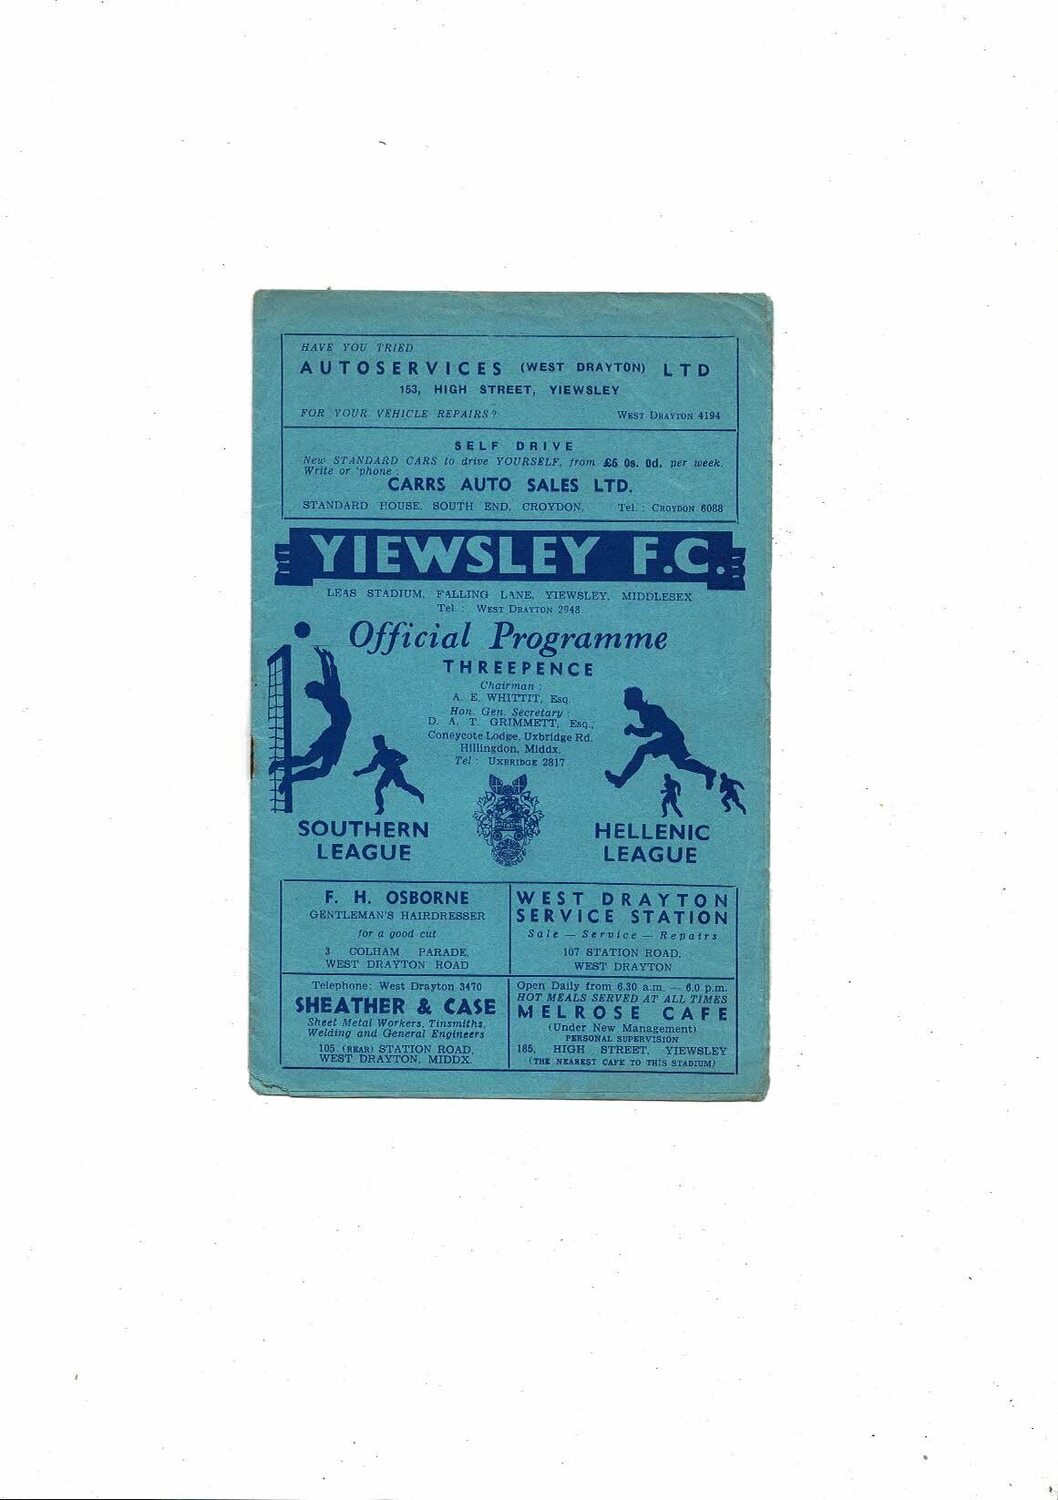 HAVE YOU TRIED
AUTOSERVICES (WEST DRAYTON) LTD
153, HIGH STREET, YIEWSLEY
FOR YOUR VEHICLE REPAIRS? WEST DRAYTON 4194
SELF DRIVE
New STANDARD CARS to drive YOURSELF, from £6 0s. 0d. per week.
Write or 'phone :
CARRS AUTO SALES LTD.
STANDARD HOUSE, SOUTH END, CROYDON. Tel. : CROYDON 6088
YIEWSLEY F.C.
LEAS STADIUM, FALLING LANE, YIEWSLEY, MIDDLESEX
Tel. : WEST DRAYTON 2948
Official Programme
THREEPENCE
Chairman :
A. E. WHITTIT, Esq.
Hon. Gen. Secretary :
D. A. T. GRIMMETT, Esq.,
Coneycote Lodge, Uxbridge Rd.
Hillingdon, Middx.
Tel : UXBRIDGE 2817
SOUTHERN
LEAGUE
HELLENIC
LEAGUE
F. H. OSBORNE
GENTLEMAN'S HAIRDRESSER
for a good cut
3 COLHAM PARADE,
WEST DRAYTON ROAD
WEST DRAYTON
SERVICE STATION
Sale — Service — Repairs
107 STATION ROAD,
WEST DRAYTON
Telephone: West Drayton 3470
SHEATHER & CASE
Sheet Metal Workers, Tinsmiths,
Welding and General Engineers
105 (REAR) STATION ROAD,
WEST DRAYTON, MIDDX.
Open Daily from 6.30 a.m. — 6.0 p.m.
HOT MEALS SERVED AT ALL TIMES
MELROSE CAFE
(Under New Management)
PERSONAL SUPERVISION
185, HIGH STREET, YIEWSLEY
(THE NEAREST CAFE TO THIS STADIUM)